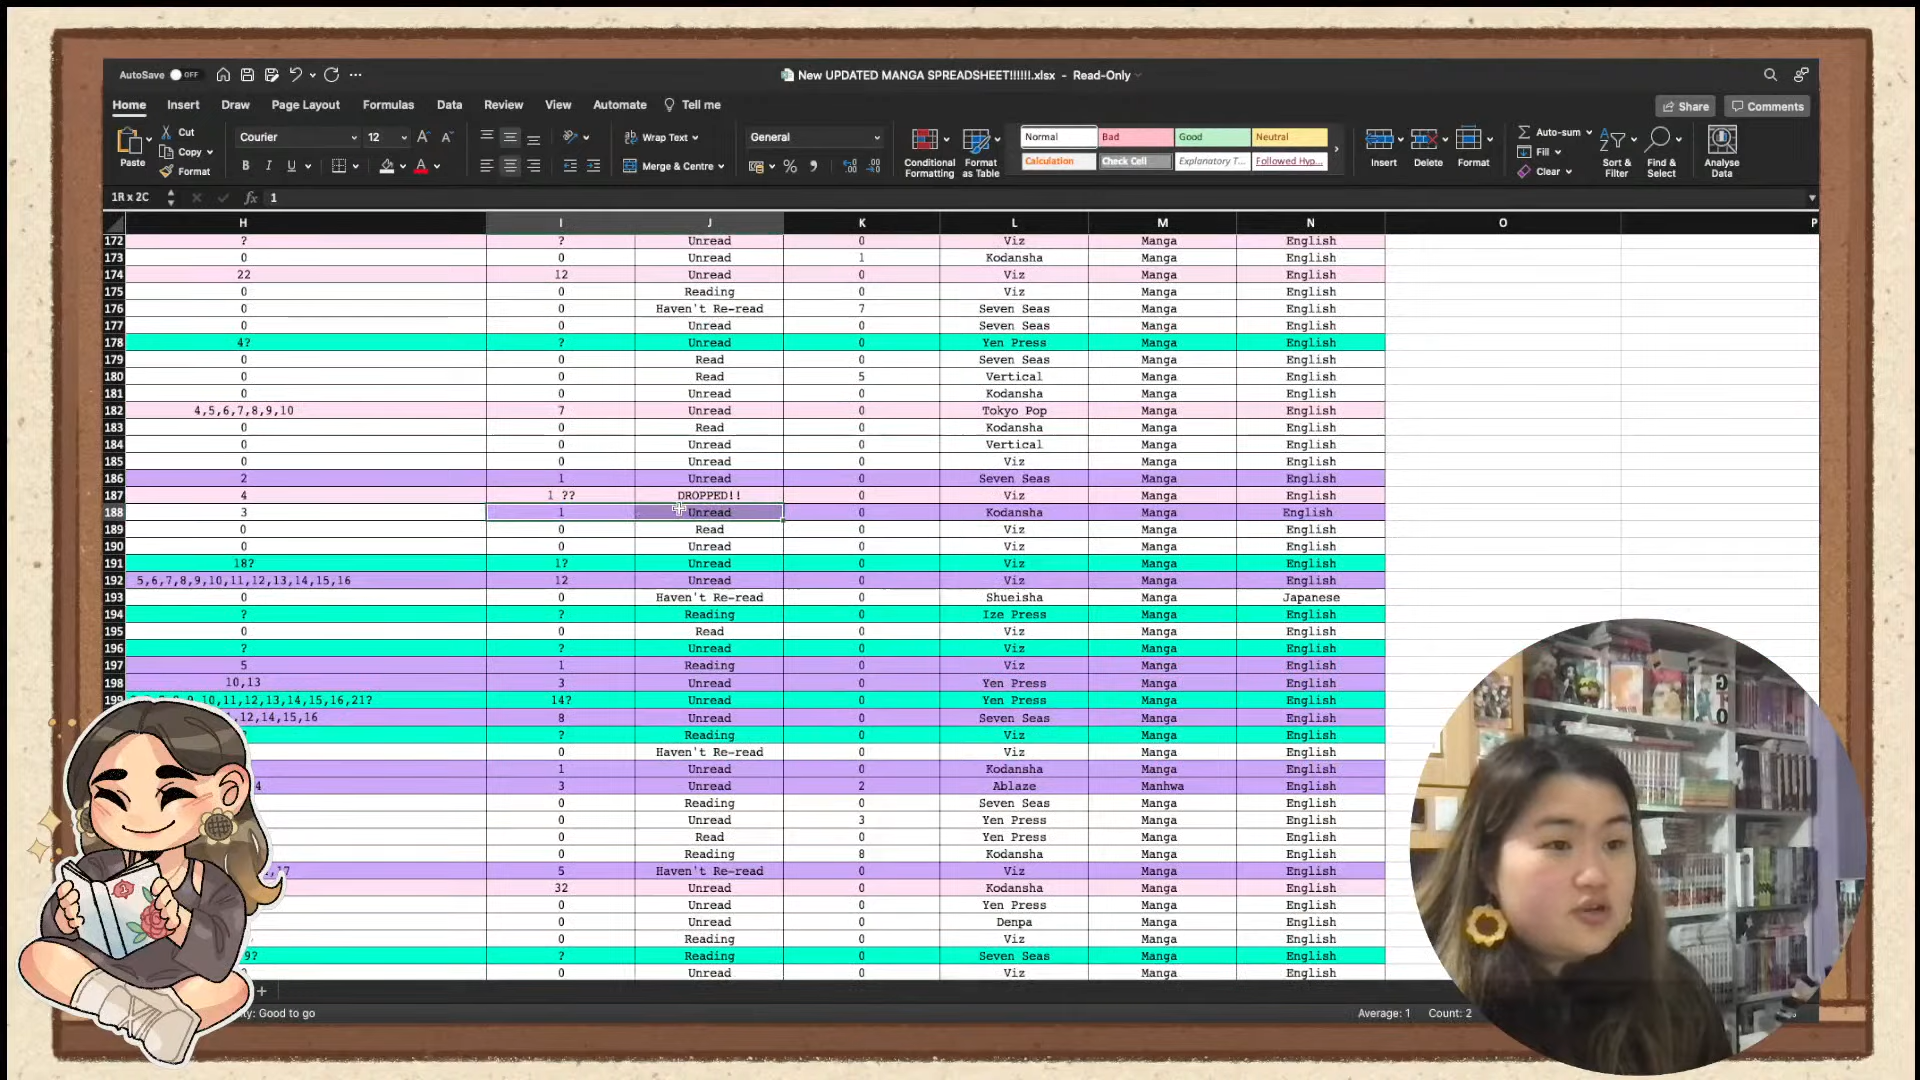 AutoSave OFF New UPDATED MANGA SPREADSHEET!!!!!!.xlsx - Read-Only
Home Insert Draw Page Layout Formulas Data Review View Automate Tell me Share Comments
Paste Cut Copy Format Courier 12 B I U Wrap Text Merge & Centre General
Conditional Formatting Format as Table Normal Bad Good Neutral
Calculation Check Cell Explanatory T... Followed Hyp...
Insert Delete Format Auto-sum Fill Clear Sort & Filter Find & Select Analyse Data
1R x 2C fx 1
H I J K L M N O P
172 ? ? Unread 0 Viz Manga English
173 0 0 Unread 1 Kodansha Manga English
174 22 12 Unread 0 Viz Manga English
175 0 0 Reading 0 Viz Manga English
176 0 0 Haven't Re-read 7 Seven Seas Manga English
177 0 0 Unread 0 Seven Seas Manga English
178 4? ? Unread 0 Yen Press Manga English
179 0 0 Read 0 Seven Seas Manga English
180 0 0 Read 5 Vertical Manga English
181 0 0 Unread 0 Kodansha Manga English
182 4,5,6,7,8,9,10 7 Unread 0 Tokyo Pop Manga English
183 0 0 Read 0 Kodansha Manga English
184 0 0 Unread 0 Vertical Manga English
185 0 0 Unread 0 Viz Manga English
186 2 1 Unread 0 Seven Seas Manga English
187 4 1 ?? DROPPED!! 0 Viz Manga English
188 3 1 Unread 0 Kodansha Manga English
189 0 0 Read 0 Viz Manga English
190 0 0 Unread 0 Viz Manga English
191 18? 1? Unread 0 Viz Manga English
192 5,6,7,8,9,10,11,12,13,14,15,16 12 Unread 0 Viz Manga English
193 0 0 Haven't Re-read 0 Shueisha Manga Japanese
194 ? ? Reading 0 Ize Press Manga English
195 0 0 Read 0 Viz Manga English
196 ? ? Unread 0 Viz Manga English
197 5 1 Reading 0 Viz Manga English
198 10,13 3 Unread 0 Yen Press Manga English
199 10,11,12,13,14,15,16,21? 14? Unread 0 Yen Press Manga English
,12,14,15,16 8 Unread 0 Seven Seas Manga English
? Reading 0 Viz Manga English
0 Haven't Re-read 0 Viz Manga English
1 Unread 0 Kodansha Manga English
4 3 Unread 2 Ablaze Manhwa English
0 Reading 0 Seven Seas Manga English
0 Unread 3 Yen Press Manga English
0 Read 0 Yen Press Manga English
0 Reading 8 Kodansha Manga English
5 Haven't Re-read 0 Viz Manga English
32 Unread 0 Kodansha Manga English
0 Unread 0 Yen Press Manga English
0 Unread 0 Denpa Manga English
0 Reading 0 Viz Manga English
9? ? Reading 0 Seven Seas Manga English
0 Unread 0 Viz Manga English
Good to go Average: 1 Count: 2